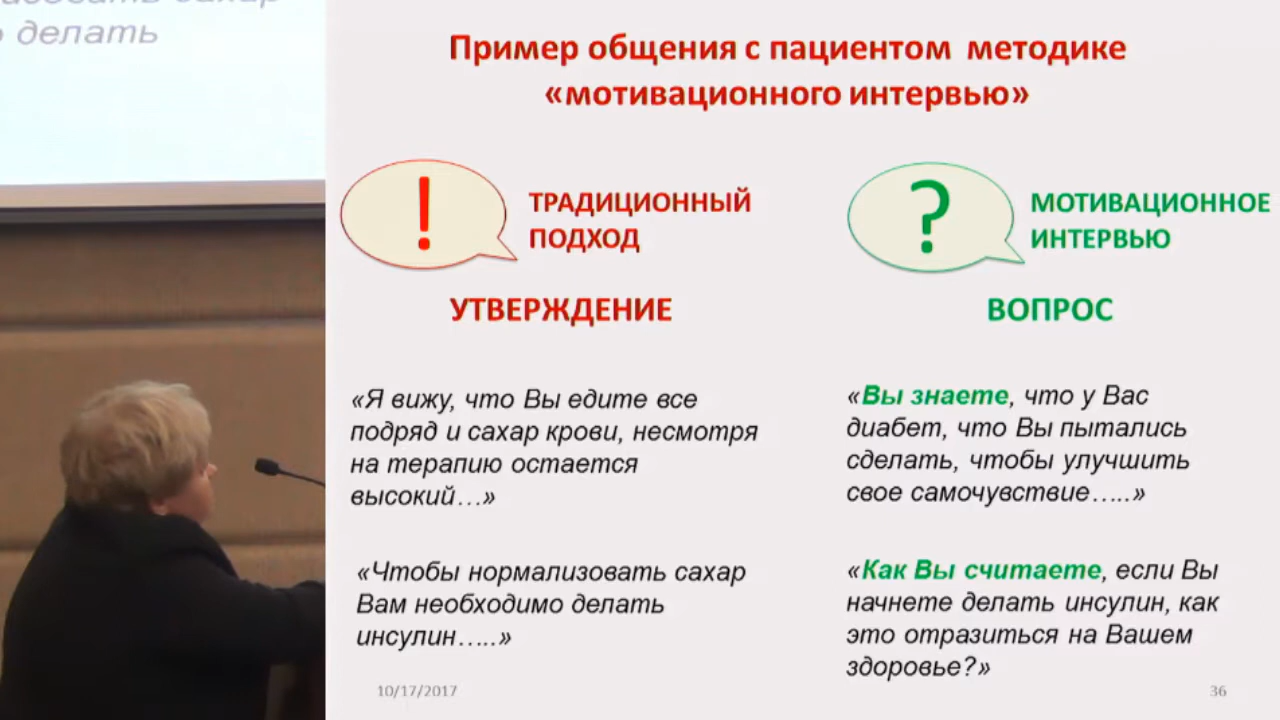 сахар
делать
Пример общения с пациентом методике
«мотивационного интервью»
!
ТРАДИЦИОННЫЙ
ПОДХОД
УТВЕРЖДЕНИЕ
«Я вижу, что Вы едите все
подряд и сахар крови, несмотря
на терапию остается
высокий…»
«Чтобы нормализовать сахар
Вам необходимо делать
инсулин…..»
?
МОТИВАЦИОННОЕ
ИНТЕРВЬЮ
ВОПРОС
«Вы знаете, что у Вас
диабет, что Вы пытались
сделать, чтобы улучшить
свое самочувствие…..»
«Как Вы считаете, если Вы
начнете делать инсулин, как
это отразиться на Вашем
здоровье?»
10/17/2017
36